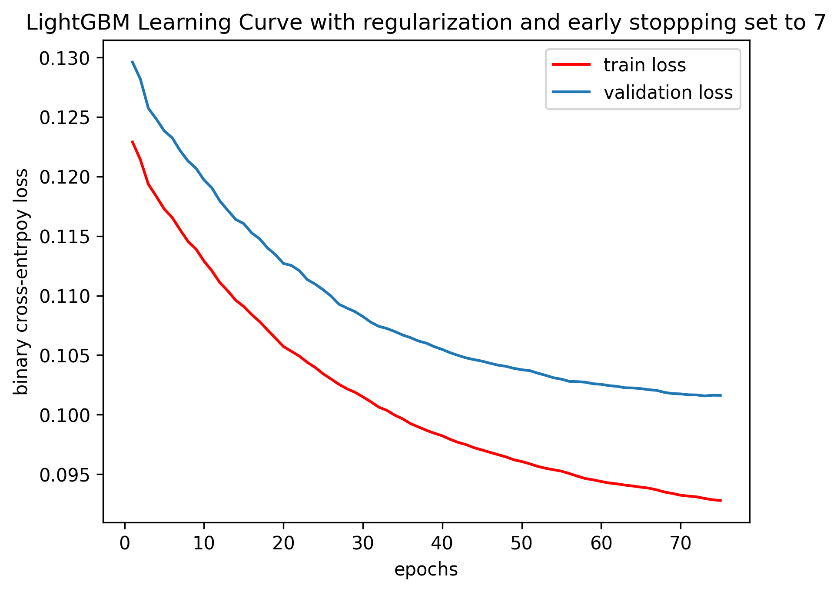 LightGBM Learning Curve with regularization and early stoppping set to 7
0.130
0.125
0.120
0.115
0.110
0.105
0.100
0.095
binary cross-entrpoy loss
train loss
validation loss
0 10 20 30 40 50 60 70
epochs